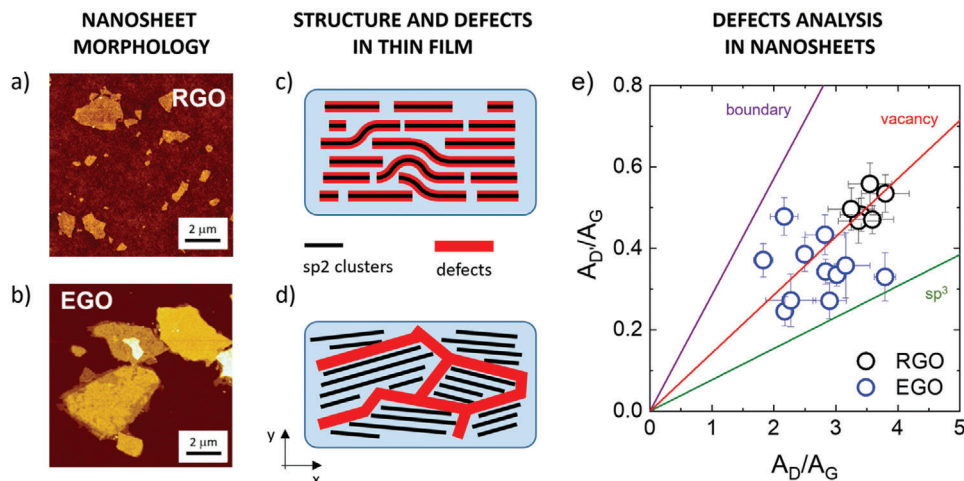 NANOSHEET
MORPHOLOGY
STRUCTURE AND DEFECTS
IN THIN FILM
DEFECTS ANALYSIS
IN NANOSHEETS
a)
RGO
2 μm
b)
EGO
2 μm
c)
sp2 clusters
defects
d)
y
x
e)
0.8
0.6
0.4
0.2
0.0
A_D'/A_G
boundary
vacancy
sp³
RGO
EGO
0
1
2
3
4
5
A_D/A_G